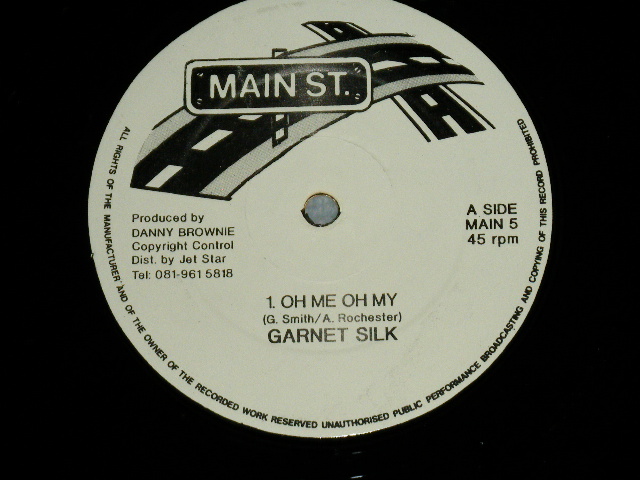 MAIN ST.
Produced by
DANNY BROWNIE
Copyright Control
Dist. by Jet Star
Tel: 081-961 5818
A SIDE
MAIN 5
45 rpm
1. OH ME OH MY
(G. Smith/A. Rochester)
GARNET SILK
ALL RIGHTS OF THE MANUFACTURER AND OF THE OWNER OF THE RECORDED WORK RESERVED UNAUTHORISED PUBLIC PERFORMANCE BROADCASTING AND COPYING OF THIS RECORD PROHIBITED